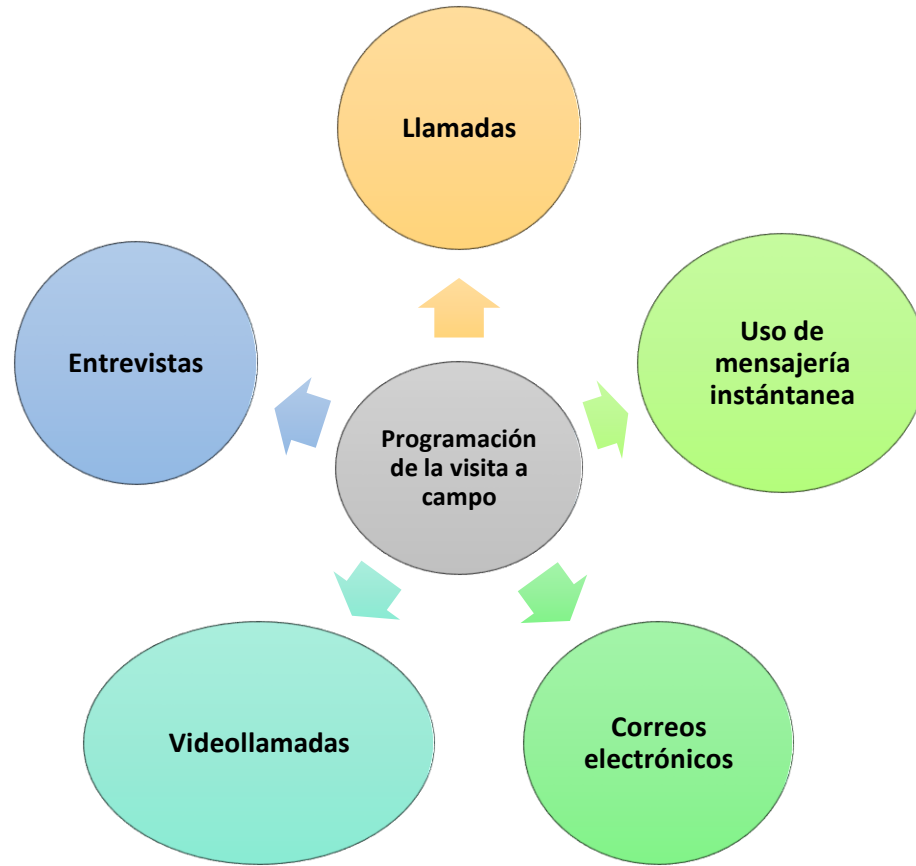 Llamadas
Uso de
mensajería
instántanea
Correos
electrónicos
Videollamadas
Entrevistas
Programación
de la visita a
campo